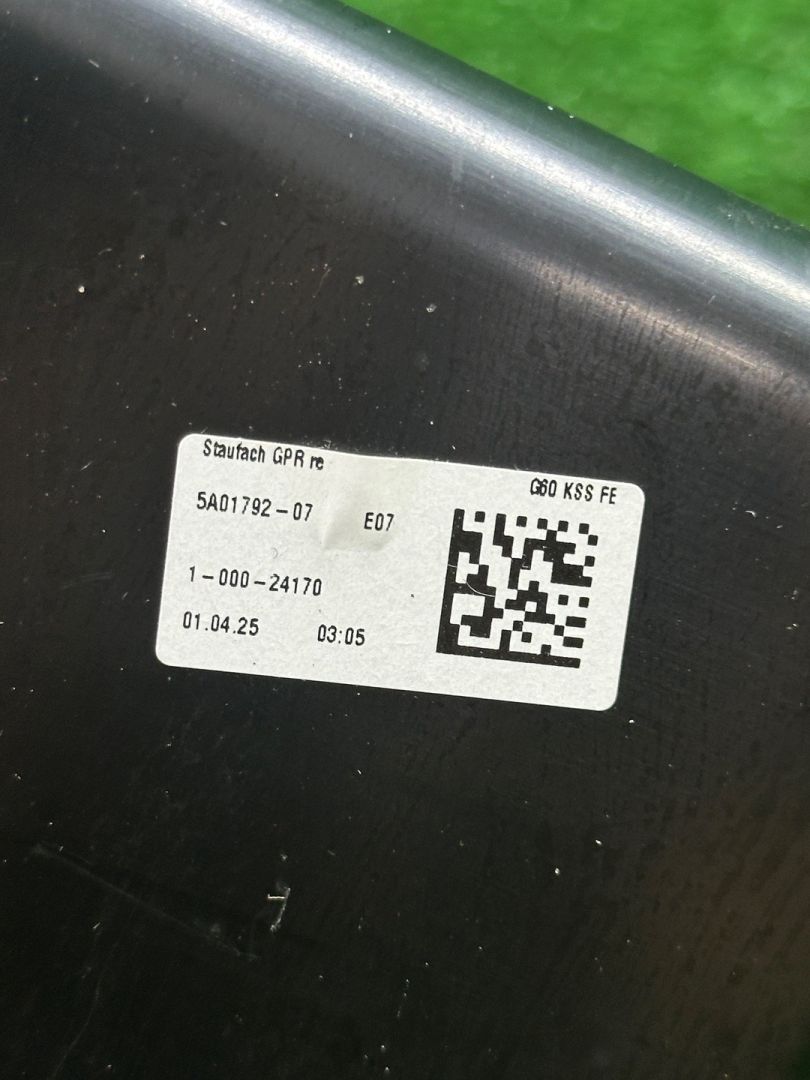 Staufach GPR re
G60 KSS FE
5A01792-07 E07
1-000-24170
01.04.25 03:05